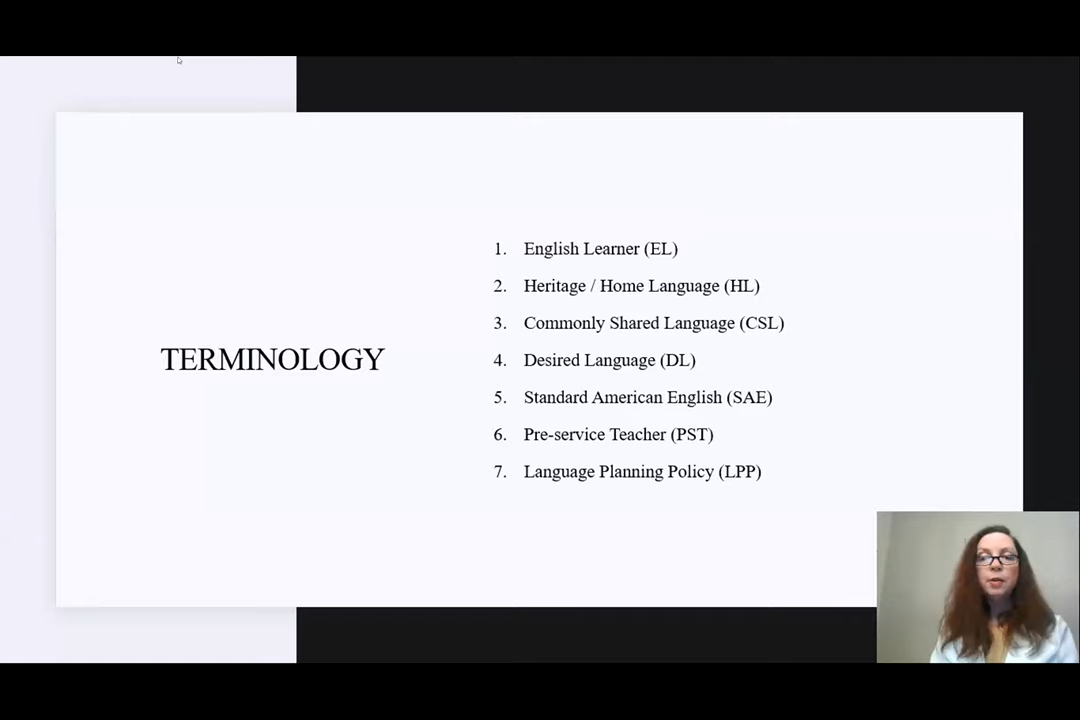 TERMINOLOGY
1. English Learner (EL)
2. Heritage / Home Language (HL)
3. Commonly Shared Language (CSL)
4. Desired Language (DL)
5. Standard American English (SAE)
6. Pre-service Teacher (PST)
7. Language Planning Policy (LPP)